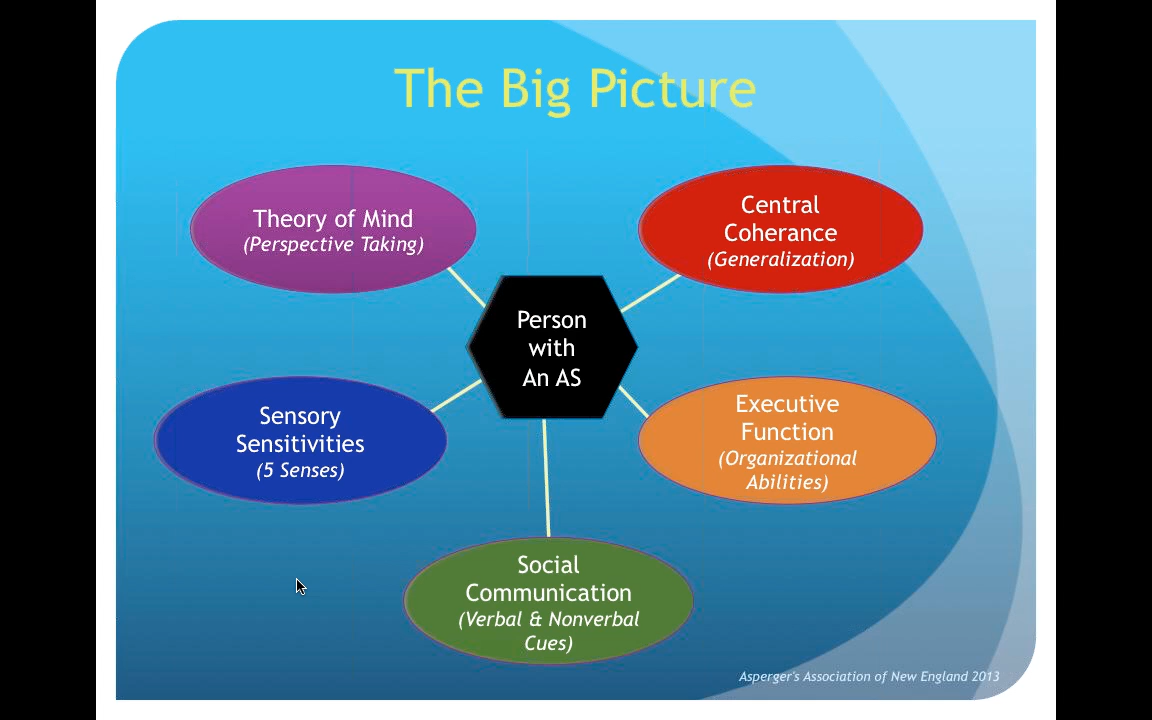 The Big Picture
Theory of Mind
(Perspective Taking)
Central
Coherance
(Generalization)
Person
with
An AS
Sensory
Sensitivities
(5 Senses)
Executive
Function
(Organizational
Abilities)
Social
Communication
(Verbal & Nonverbal
Cues)
Asperger's Association of New England 2013